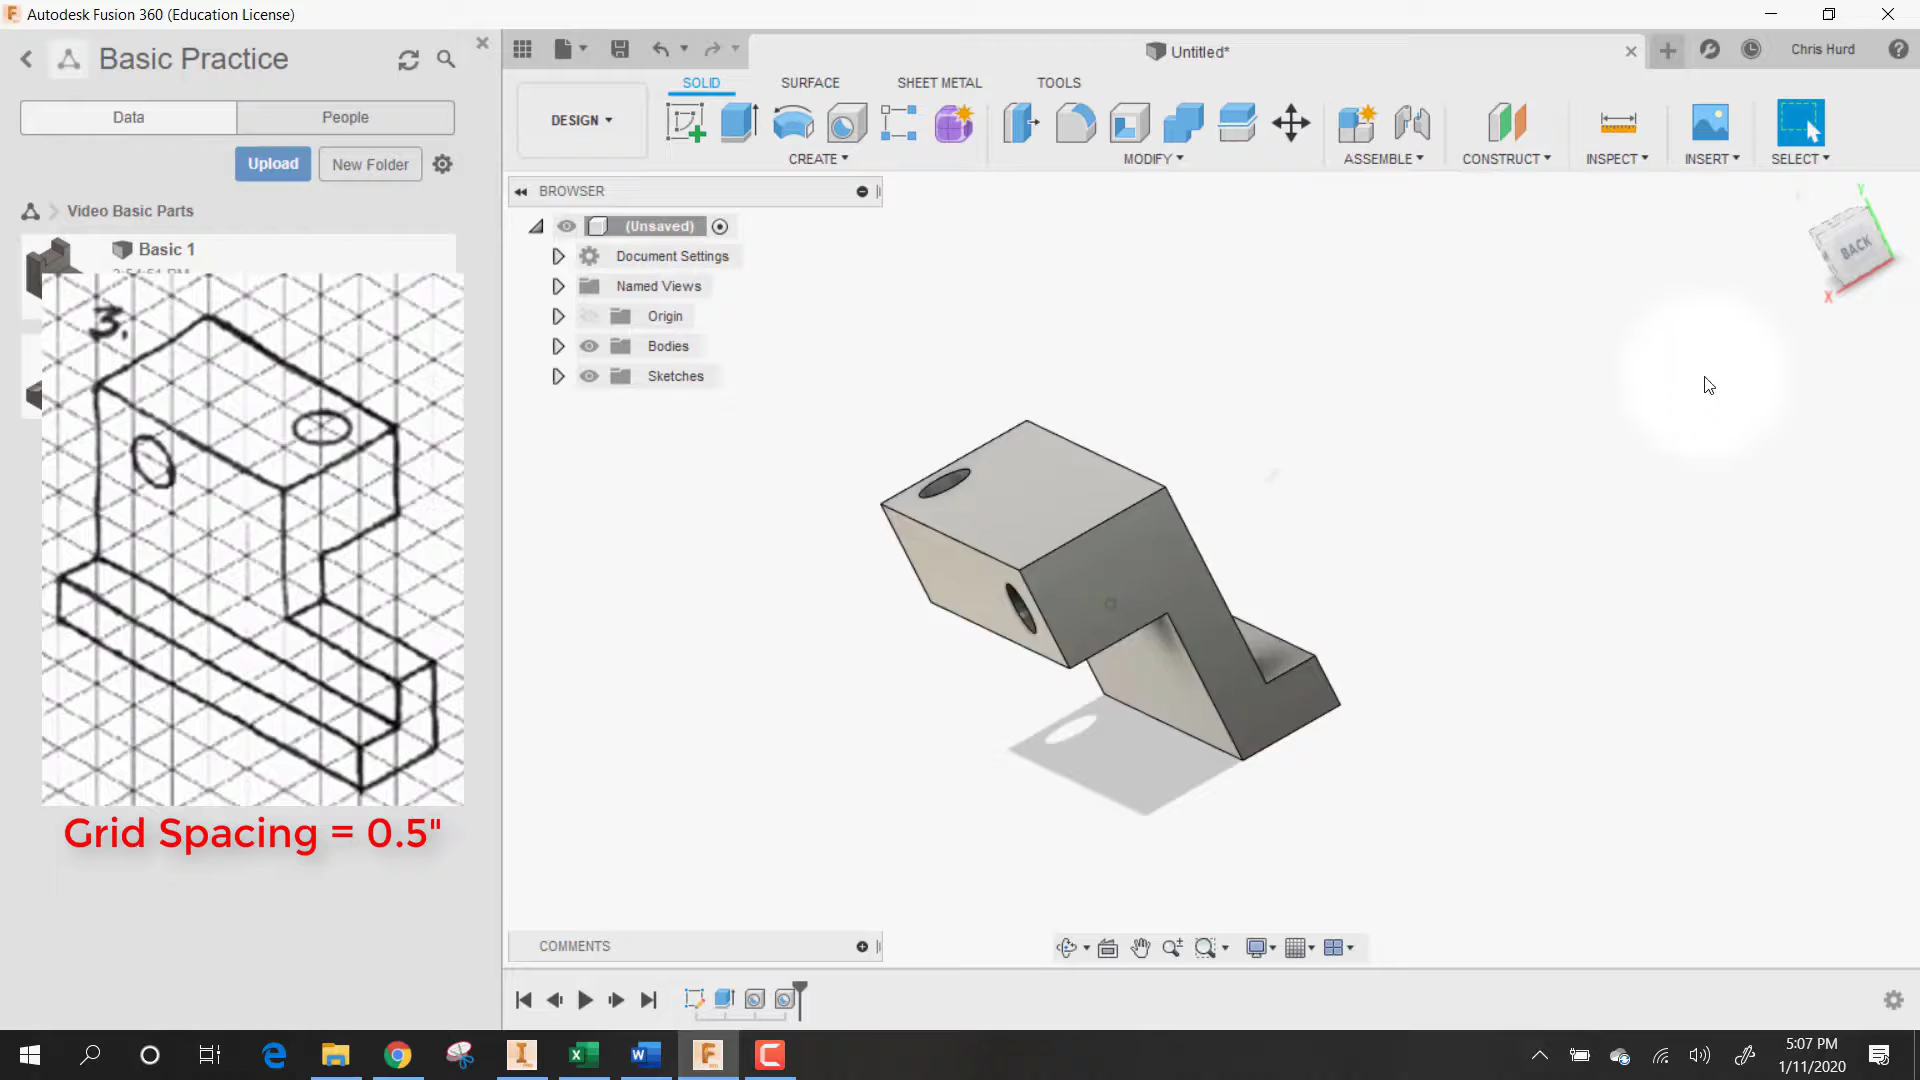 Autodesk Fusion 360 (Education License)
Basic Practice
Data
People
Upload
New Folder
Video Basic Parts
Basic 1
3.
Grid Spacing = 0.5"
Untitled*
Chris Hurd
SOLID
SURFACE
SHEET METAL
TOOLS
DESIGN
CREATE
MODIFY
ASSEMBLE
CONSTRUCT
INSPECT
INSERT
SELECT
BROWSER
(Unsaved)
Document Settings
Named Views
Origin
Bodies
Sketches
Y
BACK
X
COMMENTS
5:07 PM
1/11/2020